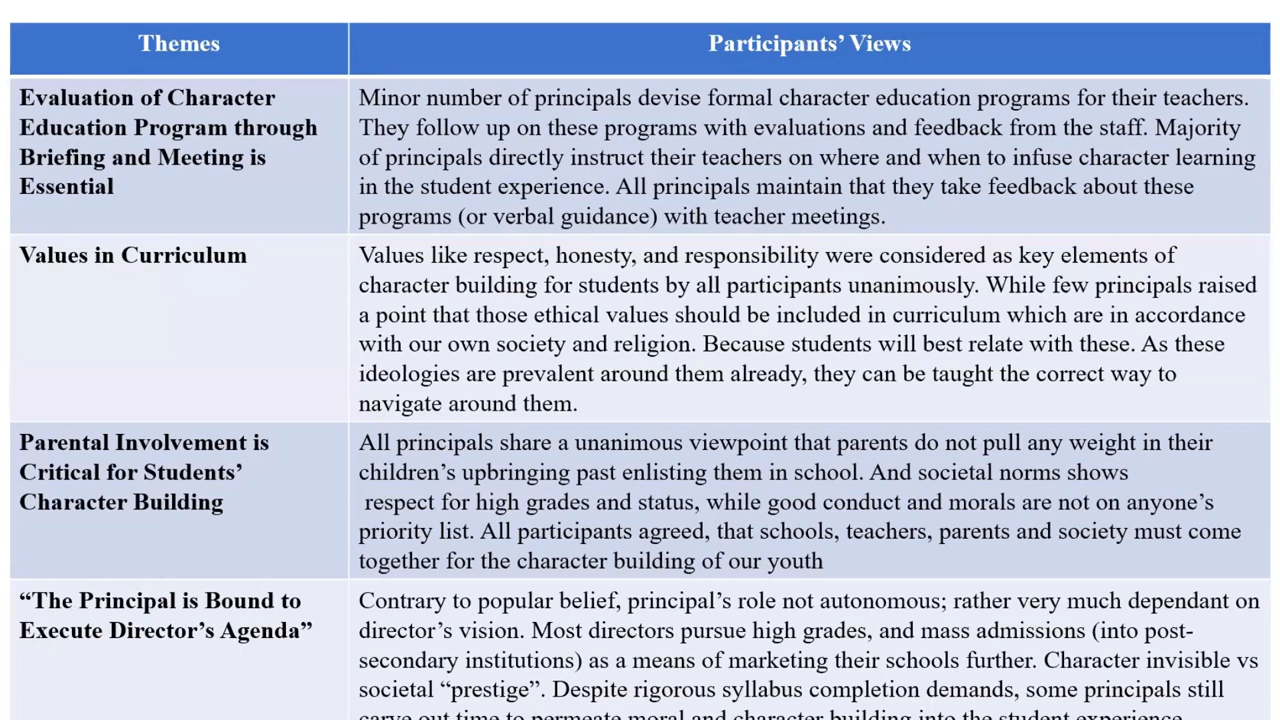 Themes
Participants’ Views
Evaluation of Character
Education Program through
Briefing and Meeting is
Essential
Minor number of principals devise formal character education programs for their teachers.
They follow up on these programs with evaluations and feedback from the staff. Majority
of principals directly instruct their teachers on where and when to infuse character learning
in the student experience. All principals maintain that they take feedback about these
programs (or verbal guidance) with teacher meetings.
Values in Curriculum
Values like respect, honesty, and responsibility were considered as key elements of
character building for students by all participants unanimously. While few principals raised
a point that those ethical values should be included in curriculum which are in accordance
with our own society and religion. Because students will best relate with these. As these
ideologies are prevalent around them already, they can be taught the correct way to
navigate around them.
Parental Involvement is
Critical for Students’
Character Building
All principals share a unanimous viewpoint that parents do not pull any weight in their
children’s upbringing past enlisting them in school. And societal norms shows
respect for high grades and status, while good conduct and morals are not on anyone’s
priority list. All participants agreed, that schools, teachers, parents and society must come
together for the character building of our youth
“The Principal is Bound to
Execute Director’s Agenda”
Contrary to popular belief, principal’s role not autonomous; rather very much dependant on
director’s vision. Most directors pursue high grades, and mass admissions (into post-
secondary institutions) as a means of marketing their schools further. Character invisible vs
societal “prestige”. Despite rigorous syllabus completion demands, some principals still
carve out time to permeate moral and character building into the student experience